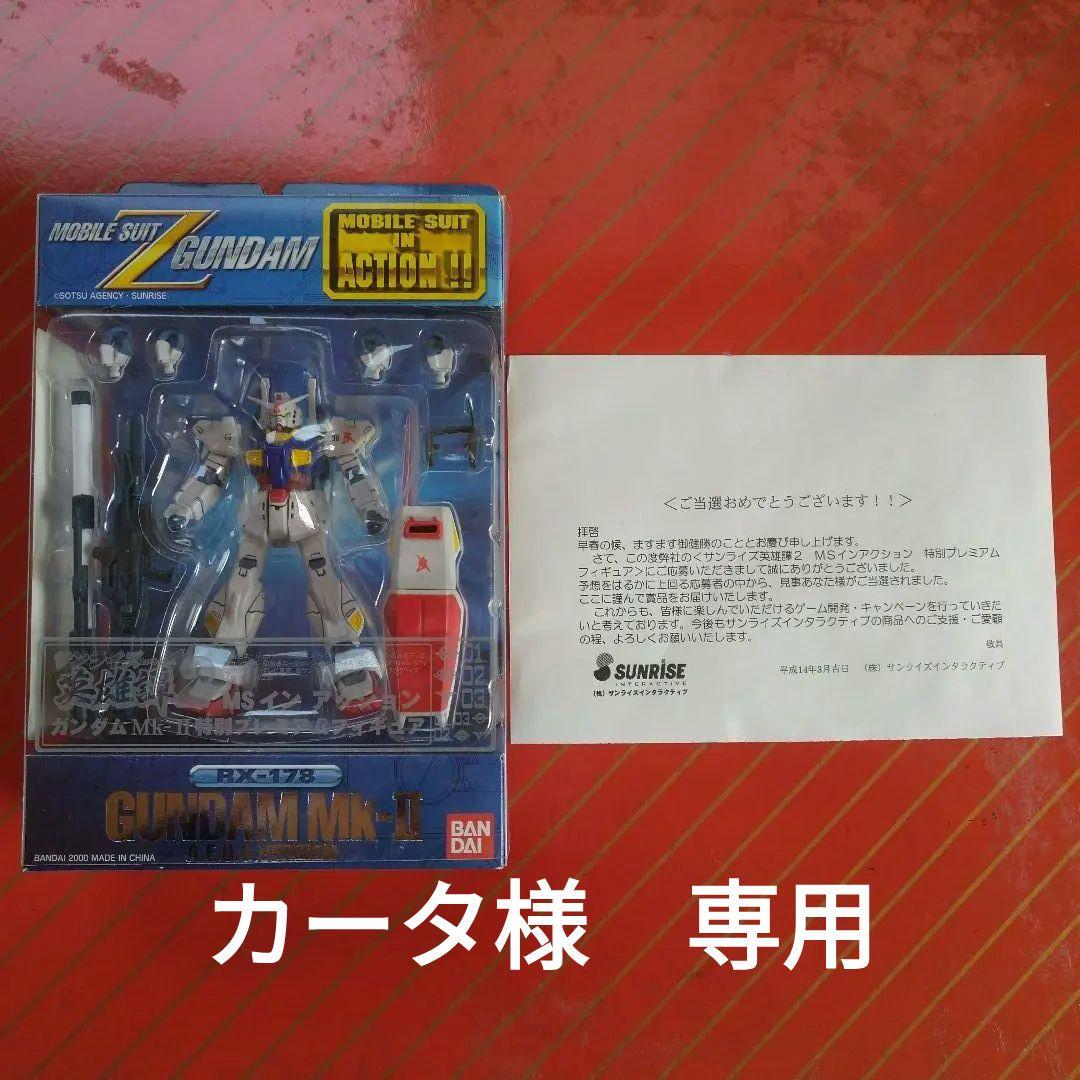 MOBILE SUIT
Z GUNDAM
©SOTSU AGENCY・SUNRISE
MOBILE SUIT
IN
ACTION!!
英雄譚
MSイン アクション
ガンダムMk-Ⅱ特別プレミアムフィギュア
01
02
03
RX-178
GUNDAM Mk-Ⅱ
A.E.U.G VERSION
BANDAI 2000 MADE IN CHINA
BAN
DAI
<ご当選おめでとうございます!!>
拝啓
早春の候、ますます御健勝のこととお慶び申し上げます。
さて、この度弊社の<サンライズ英雄譚2 MSインアクション 特別プレミアム
フィギュア>にご応募いただきまして誠にありがとうございました。
予想をはるかに上回る応募者の中から、見事あなた様がご当選されました。
ここに謹んで賞品をお届けいたします。
これからも、皆様に楽しんでいただけるゲーム開発・キャンペーンを行っていきた
いと考えております。今後もサンライズインタラクティブの商品へのご支援・ご愛顧
の程、よろしくお願いいたします。
敬具
SUNRISE
INTERACTIVE
(株)サンライズインタラクティブ
平成14年3月吉日 (株)サンライズインタラクティブ
カータ様 専用